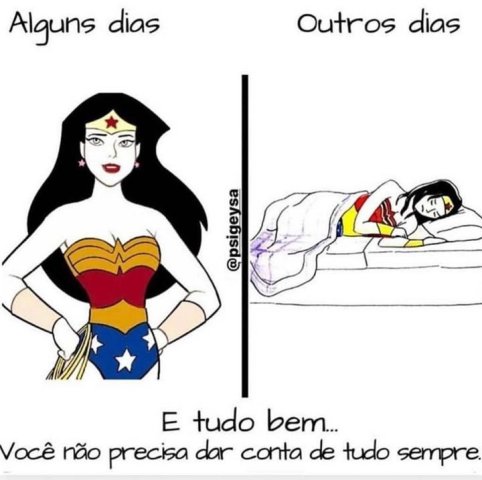 Alguns dias
Outros dias
@psigeysa
E tudo bem...
Você não precisa dar conta de tudo sempre.